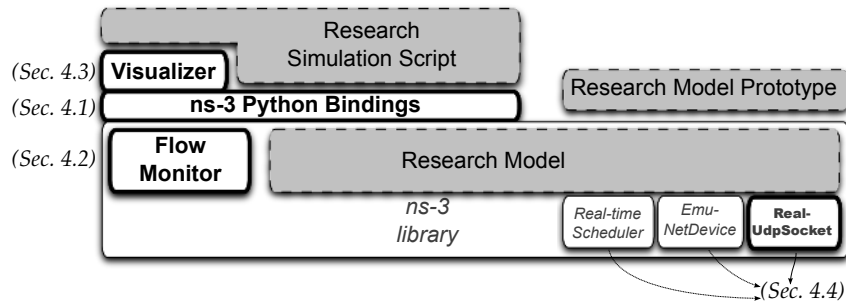 Research
Simulation Script
(Sec. 4.3)
Visualizer
Research Model Prototype
(Sec. 4.1)
ns-3 Python Bindings
(Sec. 4.2)
Flow
Monitor
Research Model
ns-3
library
Real-time
Scheduler
Emu-
NetDevice
Real-
UdpSocket
(Sec. 4.4)